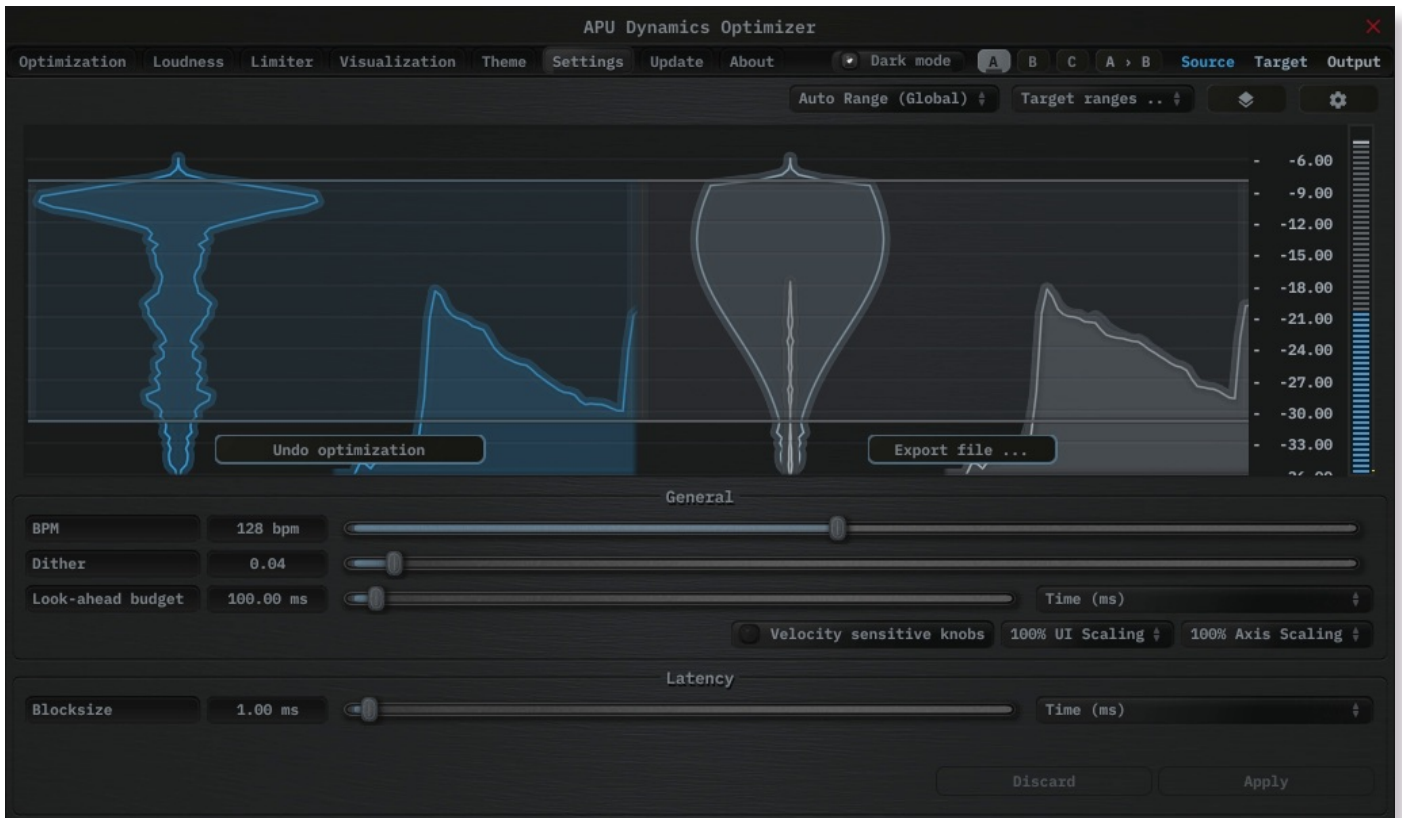 APU Dynamics Optimizer
Optimization Loudness Limiter Visualization Theme Settings Update About Dark mode A B C A › B Source Target Output
Auto Range (Global) Target ranges ..
- -6.00
- -9.00
- -12.00
- -15.00
- -18.00
- -21.00
- -24.00
- -27.00
- -30.00
- -33.00
Undo optimization Export file ...
General
BPM 128 bpm
Dither 0.04
Look-ahead budget 100.00 ms Time (ms)
Velocity sensitive knobs 100% UI Scaling 100% Axis Scaling
Latency
Blocksize 1.00 ms Time (ms)
Discard Apply